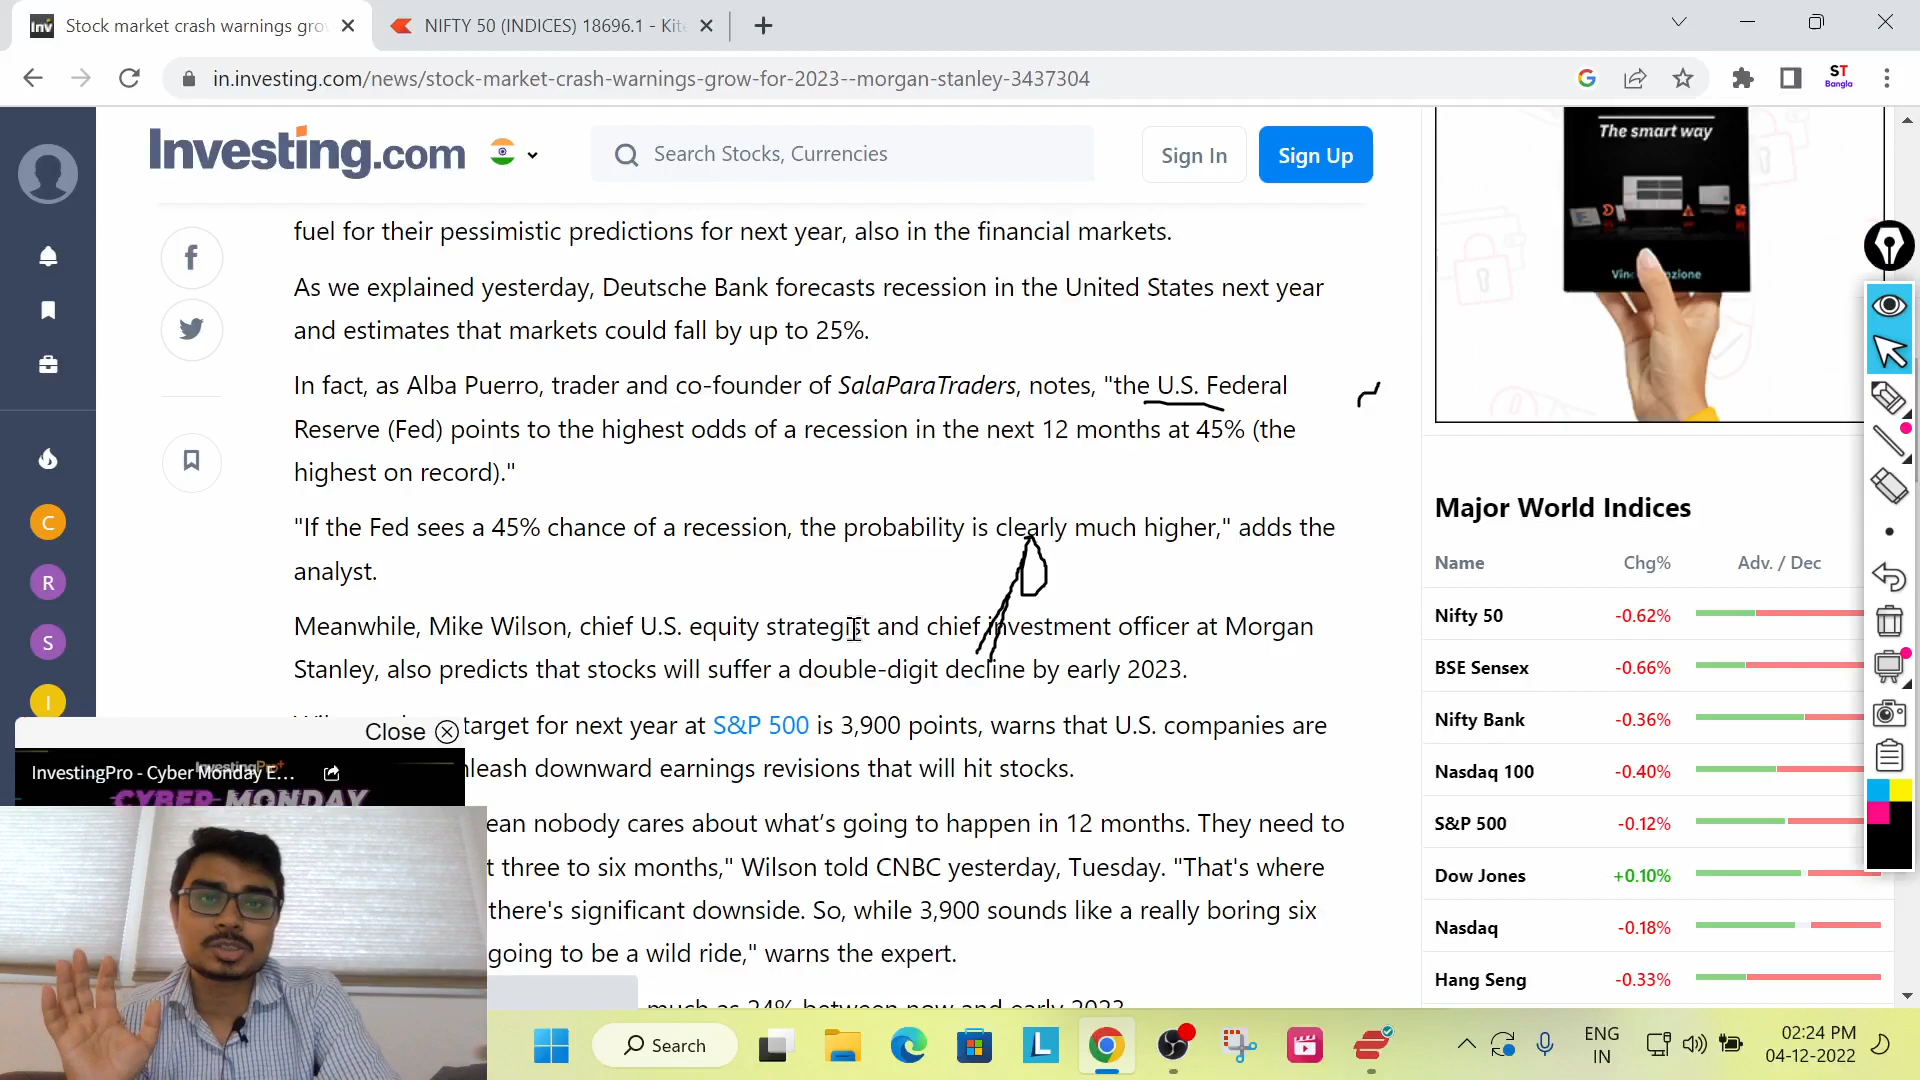 Stock market crash warnings gro
NIFTY 50 (INDICES) 18696.1 - Kite
in.investing.com/news/stock-market-crash-warnings-grow-for-2023--morgan-stanley-3437304
ST
Bangla
Investing.com
Search Stocks, Currencies
Sign In
Sign Up
The smart way
fuel for their pessimistic predictions for next year, also in the financial markets.
As we explained yesterday, Deutsche Bank forecasts recession in the United States next year
and estimates that markets could fall by up to 25%.
In fact, as Alba Puerro, trader and co-founder of SalaParaTraders, notes, "the U.S. Federal
Reserve (Fed) points to the highest odds of a recession in the next 12 months at 45% (the
highest on record)."
"If the Fed sees a 45% chance of a recession, the probability is clearly much higher," adds the
analyst.
Meanwhile, Mike Wilson, chief U.S. equity strategist and chief investment officer at Morgan
Stanley, also predicts that stocks will suffer a double-digit decline by early 2023.
target for next year at S&P 500 is 3,900 points, warns that U.S. companies are
nleash downward earnings revisions that will hit stocks.
ean nobody cares about what's going to happen in 12 months. They need to
t three to six months," Wilson told CNBC yesterday, Tuesday. "That's where
there's significant downside. So, while 3,900 sounds like a really boring six
going to be a wild ride," warns the expert.
much as 24% between now and early 2023
Close
InvestingPro - Cyber Monday E...
CYBER MONDAY
C
R
S
I
Major World Indices
Name Chg% Adv. / Dec
Nifty 50 -0.62%
BSE Sensex -0.66%
Nifty Bank -0.36%
Nasdaq 100 -0.40%
S&P 500 -0.12%
Dow Jones +0.10%
Nasdaq -0.18%
Hang Seng -0.33%
Search
ENG
IN
02:24 PM
04-12-2022